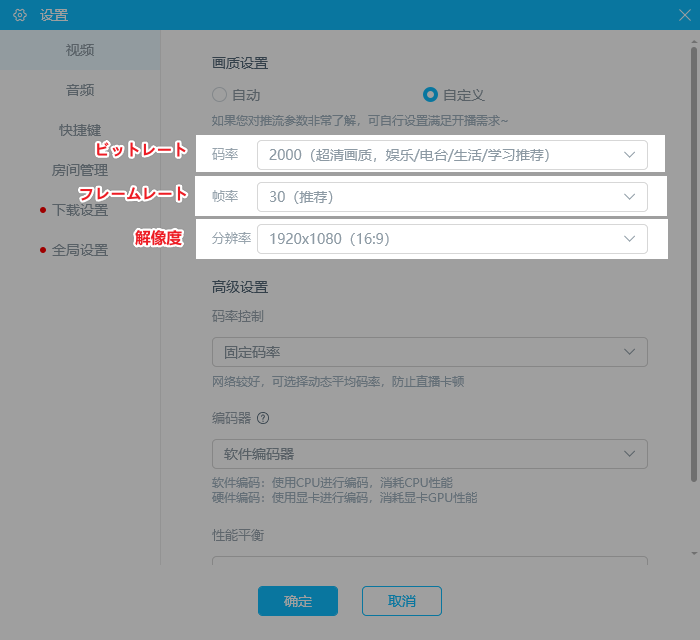 设置
视频
音频
快捷键
房间管理
下载设置
全局设置
画质设置
自动
自定义
如果您对推流参数非常了解，可自行设置满足开播需求~
ビットレート
码率
2000（超清画质，娱乐/电台/生活/学习推荐）
フレームレート
帧率
30（推荐）
解像度
分辨率
1920x1080（16:9）
高级设置
码率控制
固定码率
网络较好，可选择动态平均码率，防止直播卡顿
编码器
软件编码器
软件编码：使用CPU进行编码，消耗CPU性能
硬件编码：使用显卡进行编码，消耗显卡GPU性能
性能平衡
确定
取消